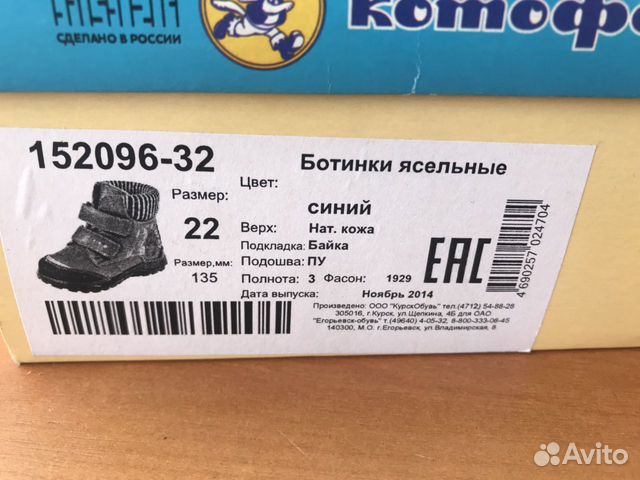 СДЕЛАНО В РОССИИ
котофе
152096-32
Ботинки ясельные
Размер:
Цвет:
22
синий
Верх: Нат. кожа
Подкладка: Байка
Размер,мм: Подошва: ПУ
135
Полнота: 3 Фасон: 1929
Дата выпуска: Ноябрь 2014
ЕАС
4 690257 024704
Произведено: ООО "КурскОбувь" тел.(4712) 54-88-28
305016, г.Курск, ул.Щепкина, 4Б для ОАО
"Егорьевск-обувь" т.(49640) 4-05-32, 8-800-333-06-45
140300, М.О. г.Егорьевск, ул.Владимирская, 8
Avito